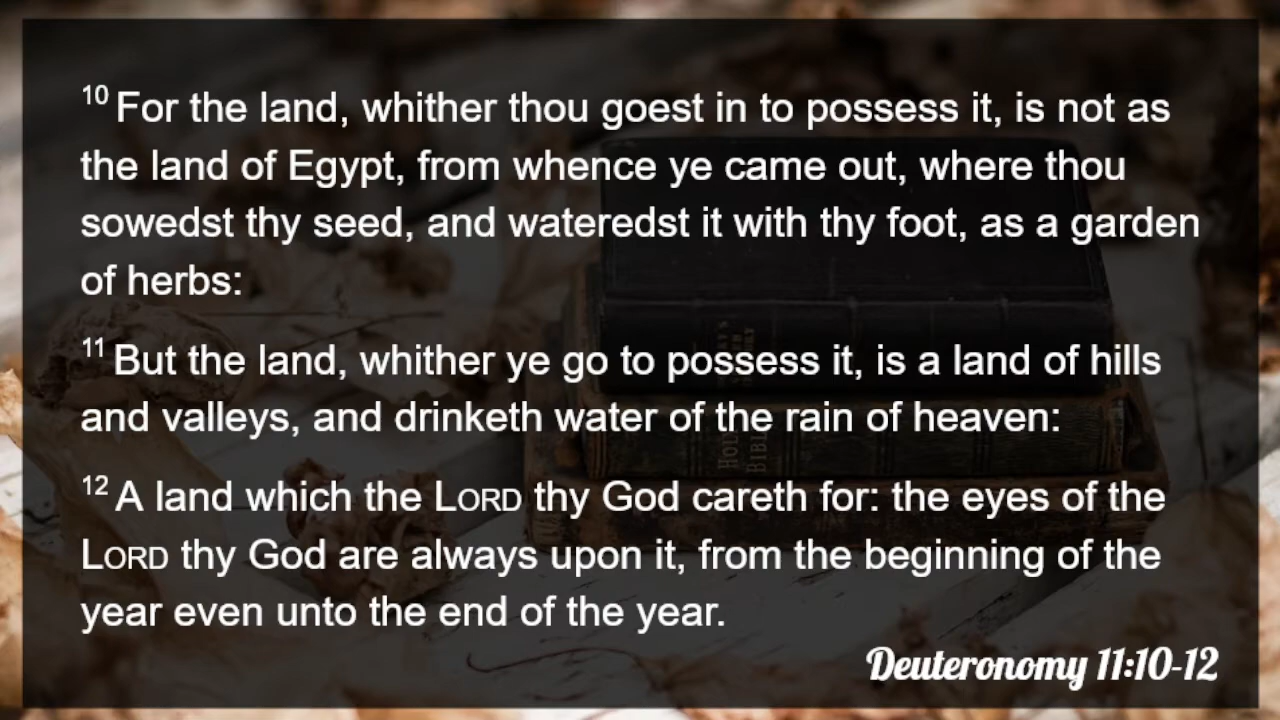 10 For the land, whither thou goest in to possess it, is not as
the land of Egypt, from whence ye came out, where thou
sowedst thy seed, and wateredst it with thy foot, as a garden
of herbs:
11 But the land, whither ye go to possess it, is a land of hills
and valleys, and drinketh water of the rain of heaven:
12 A land which the LORD thy God careth for: the eyes of the
LORD thy God are always upon it, from the beginning of the
year even unto the end of the year.
Deuteronomy 11:10-12
HOLY
BIBLE